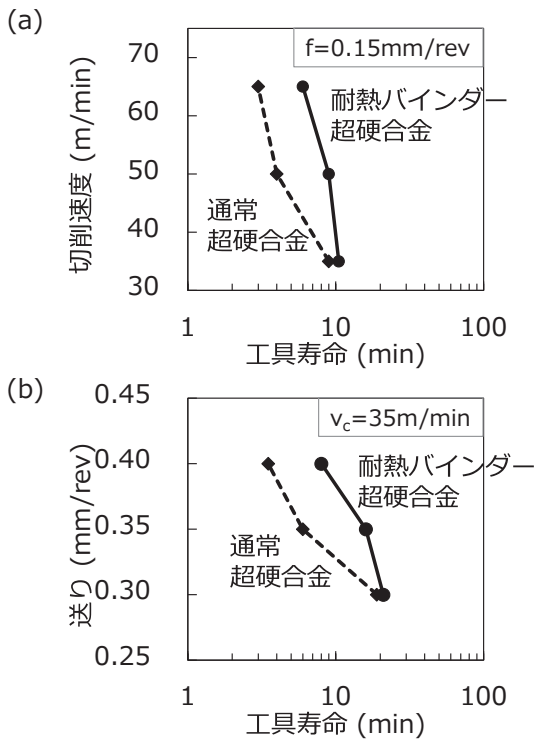 (a)
70
f=0.15mm/rev
耐熱バインダー
超硬合金
60
切削速度 (m/min)
50
通常
超硬合金
40
30
1
10
100
工具寿命 (min)
(b)
0.45
vc=35m/min
0.40
耐熱バインダー
超硬合金
送り (mm/rev)
0.35
通常
超硬合金
0.30
0.25
1
10
100
工具寿命 (min)